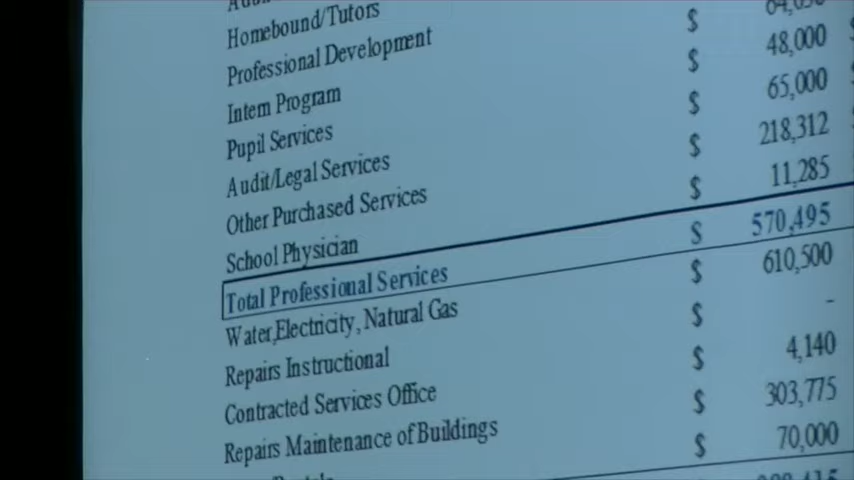 Homebound/Tutors
Professional Development
Intern Program $
Pupil Services $ 48,000
Audit/Legal Services $ 65,000
Other Purchased Services $ 218,312
School Physician $ 11,285
Total Professional Services $ 570,495
Water,Electricity, Natural Gas $ 610,500
Repairs Instructional $ -
Contracted Services Office $ 4,140
Repairs Maintenance of Buildings $ 303,775
$ 70,000